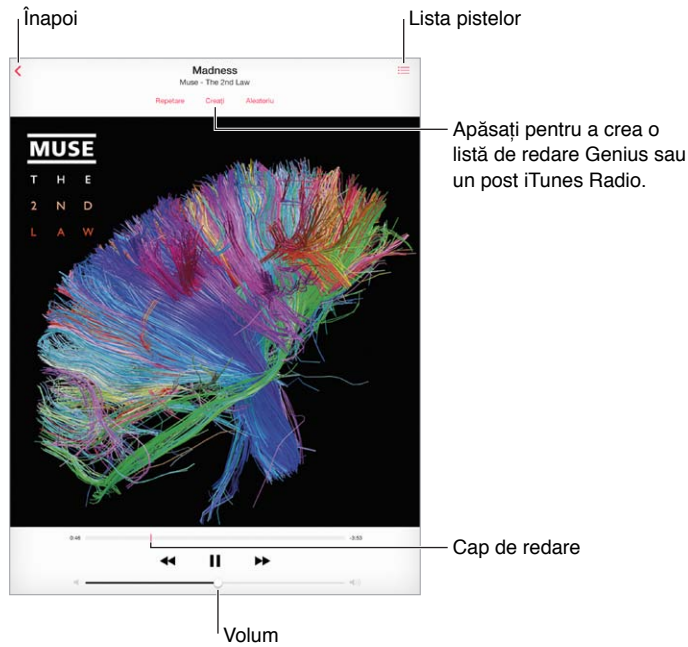 Înapoi
Lista pistelor
Madness
Muse - The 2nd Law
Repetare Creați Aleatoriu
Apăsați pentru a crea o
listă de redare Genius sau
un post iTunes Radio.
MUSE
T H E
2 N D
L A W
0:46 -3:53
Cap de redare
Volum